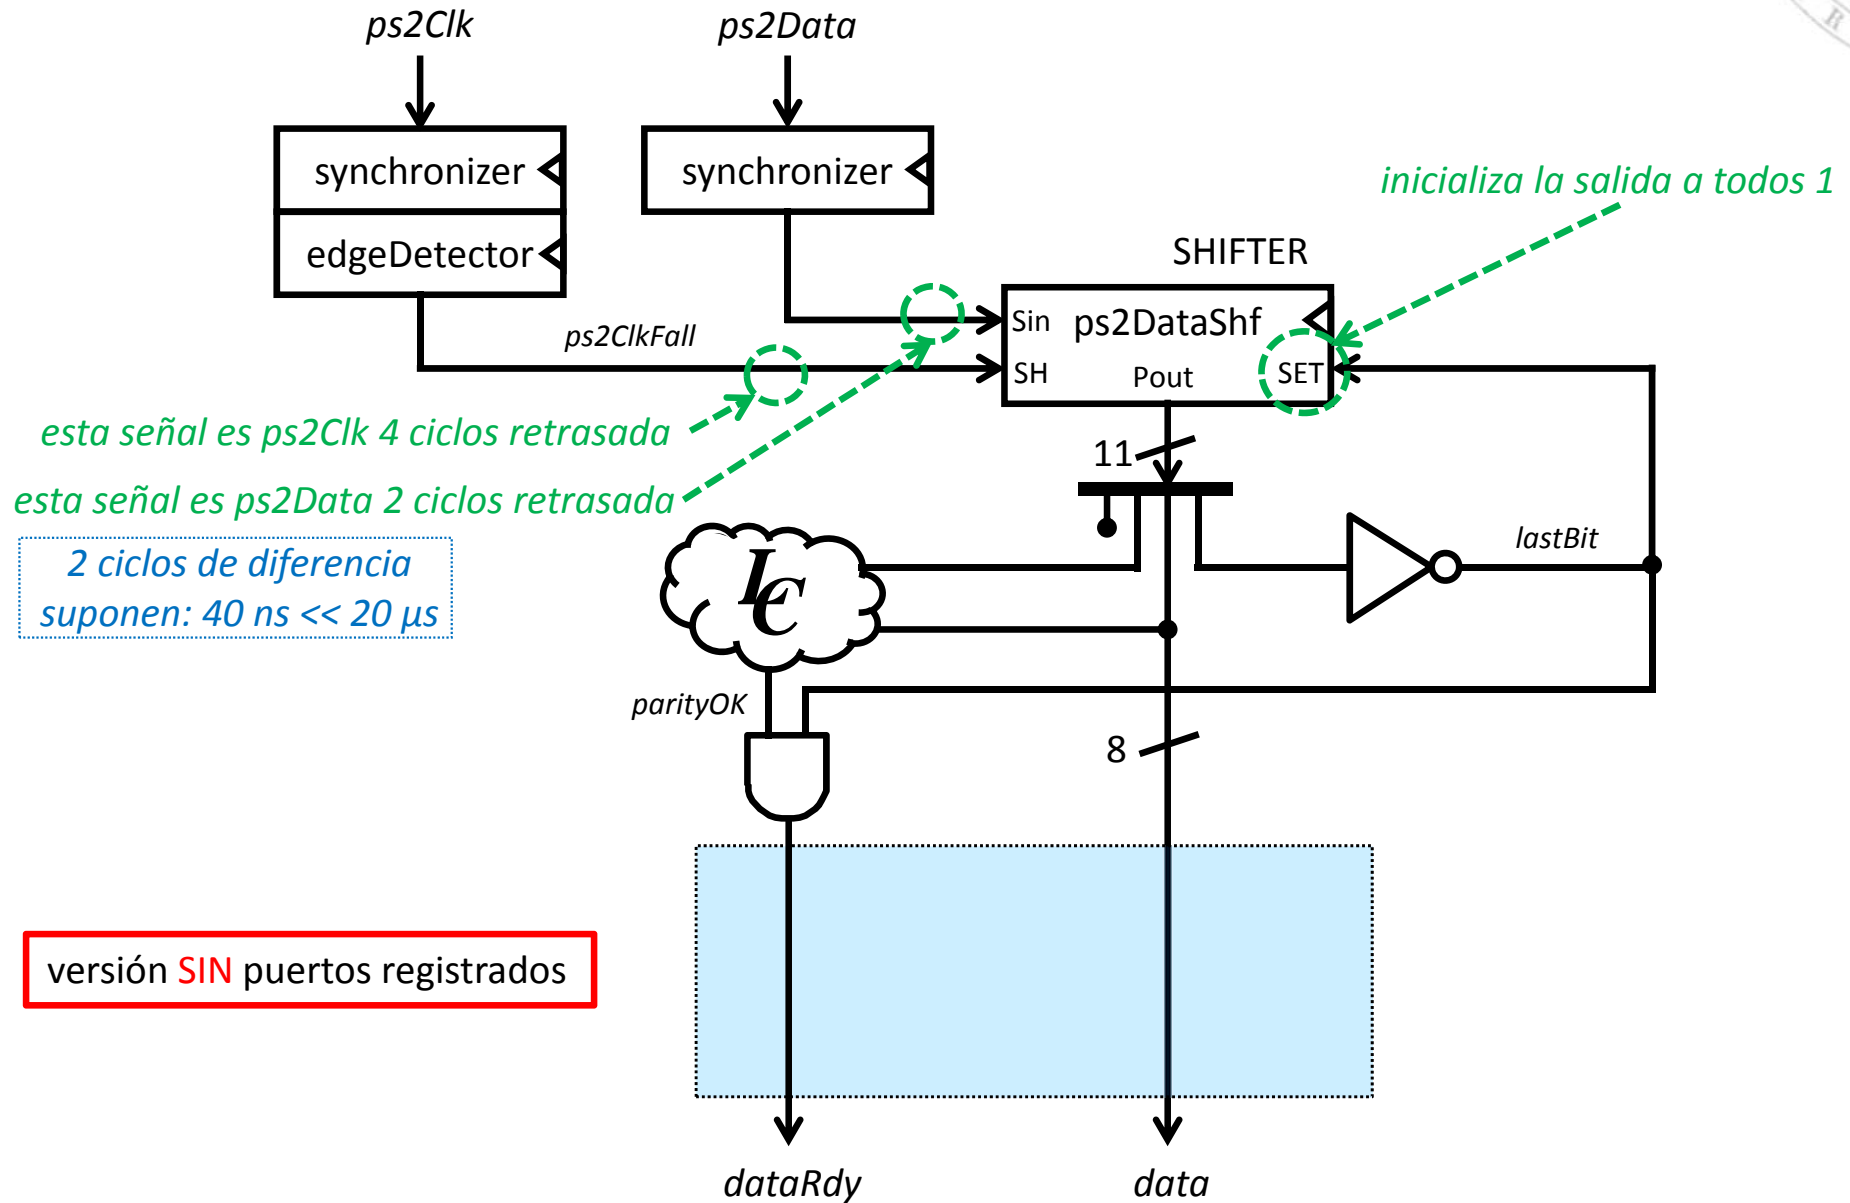 ps2Clk
ps2Data
synchronizer
synchronizer
inicializa la salida a todos 1
edgeDetector
SHIFTER
Sin
ps2DataShf
ps2ClkFall
SH
Pout
SET
esta señal es ps2Clk 4 ciclos retrasada
11
esta señal es ps2Data 2 ciclos retrasada
2 ciclos de diferencia
suponen: 40 ns << 20 μs
LC
lastBit
parityOK
8
versión SIN puertos registrados
dataRdy
data
R